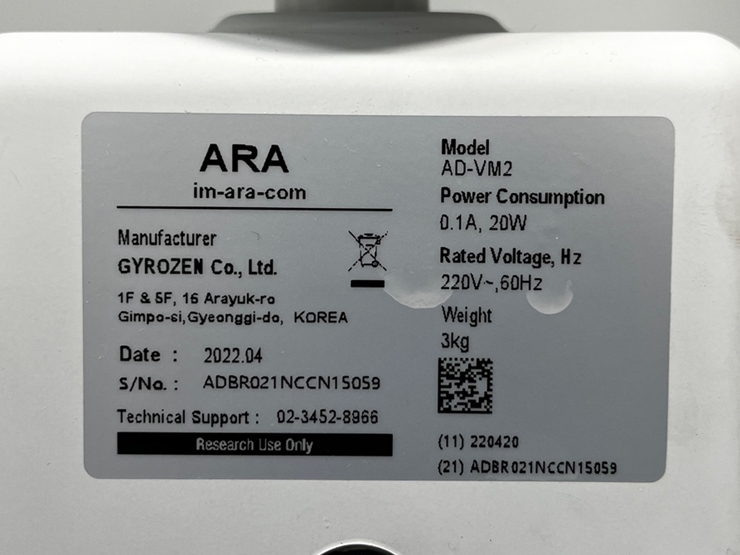 ARA
im-ara-com
Manufacturer
GYROZEN Co., Ltd.
1F & 5F, 16 Arayuk-ro
Gimpo-si,Gyeonggi-do, KOREA
Date : 2022.04
S/No. : ADBR021NCCN15059
Technical Support : 02-3452-8966
Research Use Only
Model
AD-VM2
Power Consumption
0.1A, 20W
Rated Voltage, Hz
220V~,60Hz
Weight
3kg
(11) 220420
(21) ADBR021NCCN15059